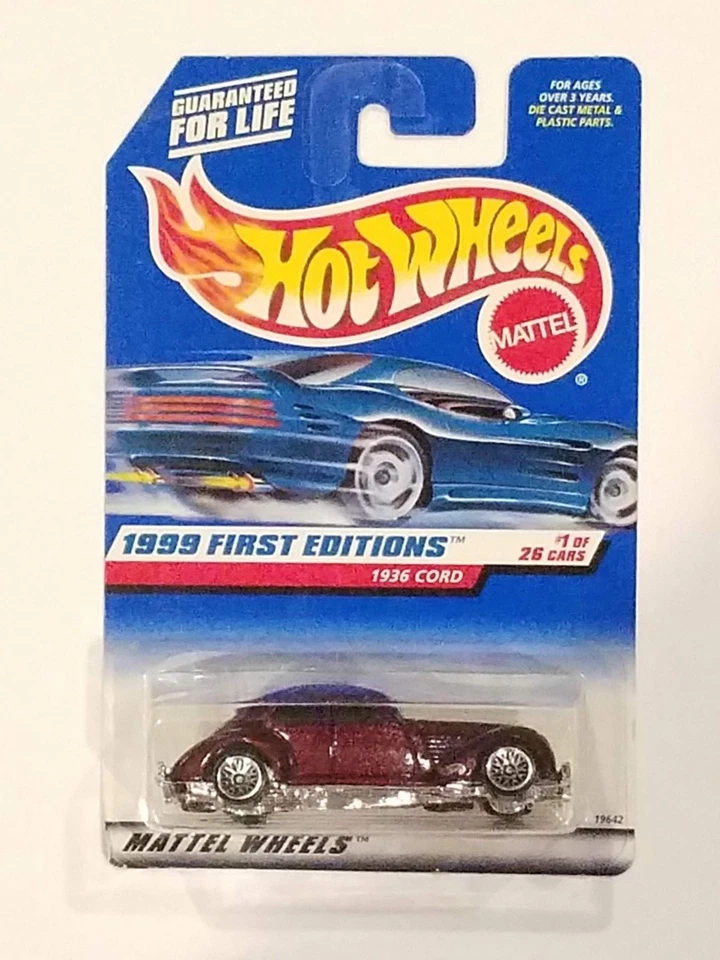 GUARANTEED
FOR LIFE
FOR AGES
OVER 3 YEARS.
DIE CAST METAL &
PLASTIC PARTS.
HOT WHEELS
MATTEL
®
1999 FIRST EDITIONS™
#1 OF
26 CARS
1936 CORD
19642
MATTEL WHEELS™